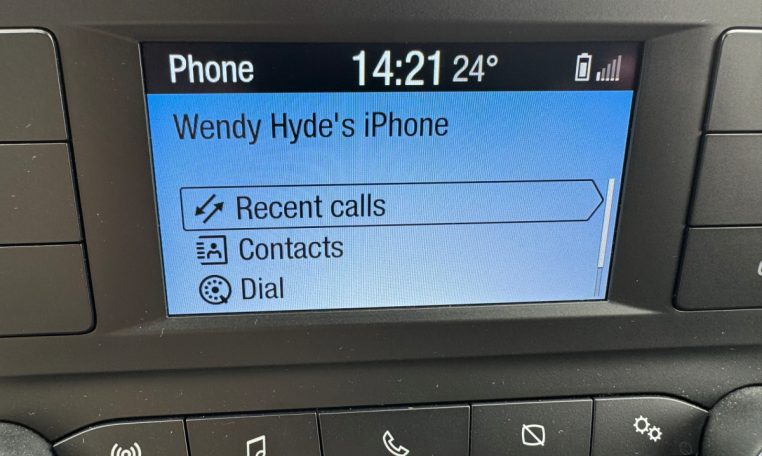 Phone 14:21 24°
Wendy Hyde's iPhone
Recent calls
Contacts
Dial